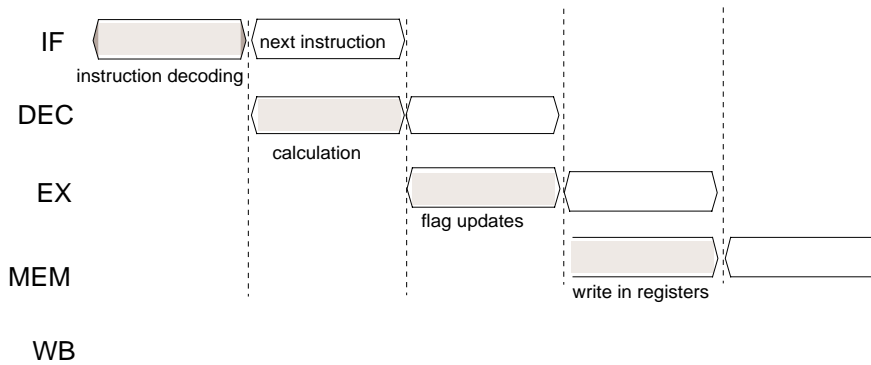 IF
next instruction
instruction decoding
DEC
calculation
EX
flag updates
MEM
write in registers
WB